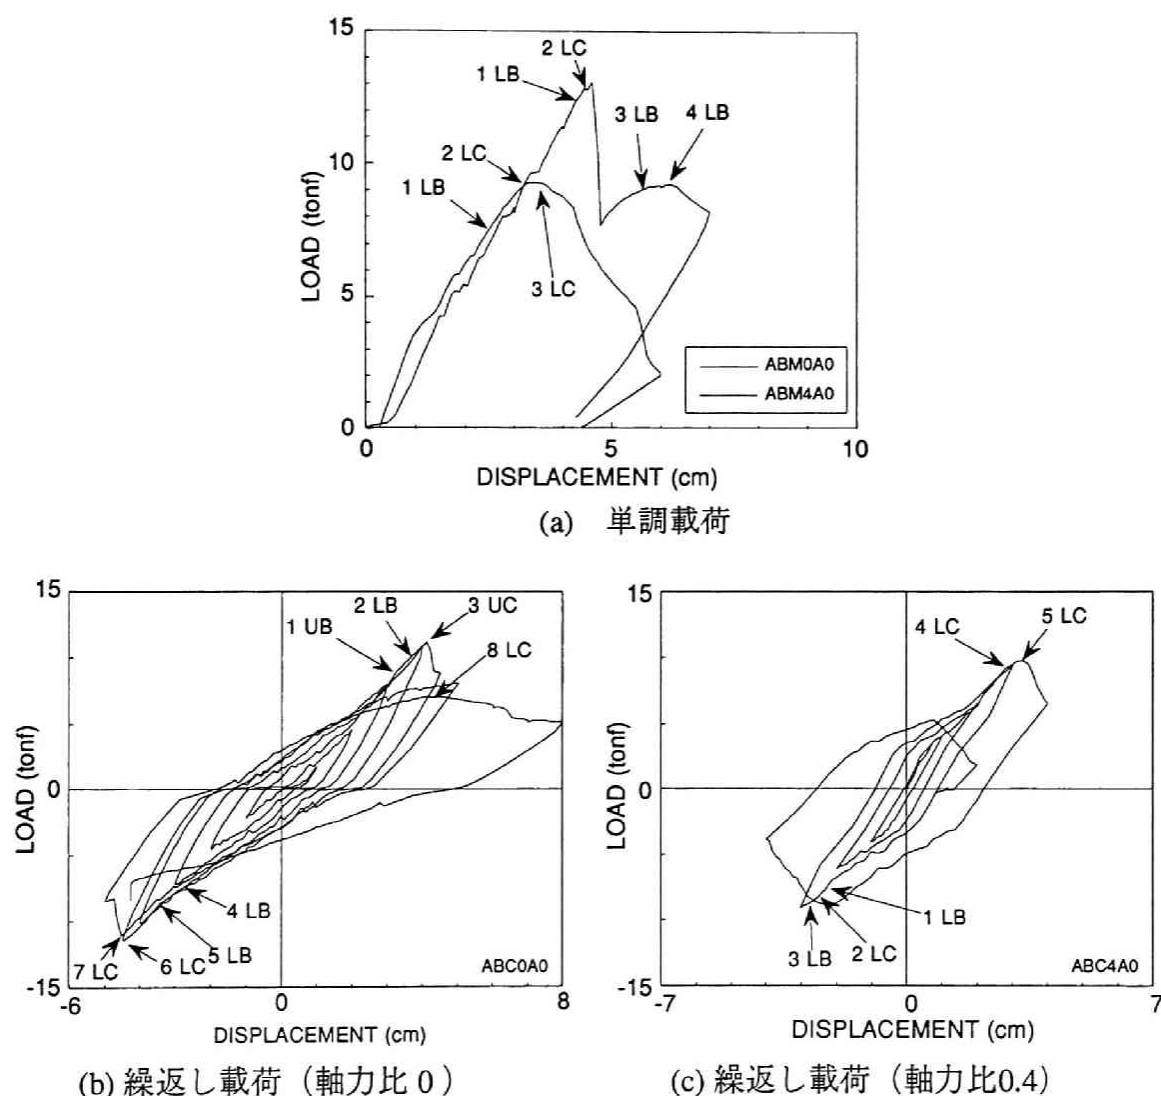 15
10
5
0
0
5
10
LOAD (tonf)
DISPLACEMENT (cm)
2 LC
1 LB
3 LB
4 LB
2 LC
1 LB
3 LC
ABM0A0
ABM4A0
(a) 単調載荷
15
0
-15
-6
0
8
LOAD (tonf)
DISPLACEMENT (cm)
1 UB
2 LB
3 UC
8 LC
4 LB
5 LB
6 LC
7 LC
ABC0A0
(b) 繰返し載荷（軸力比 0 ）
15
0
-15
-7
0
7
LOAD (tonf)
DISPLACEMENT (cm)
4 LC
5 LC
1 LB
2 LC
3 LB
ABC4A0
(c) 繰返し載荷（軸力比0.4）